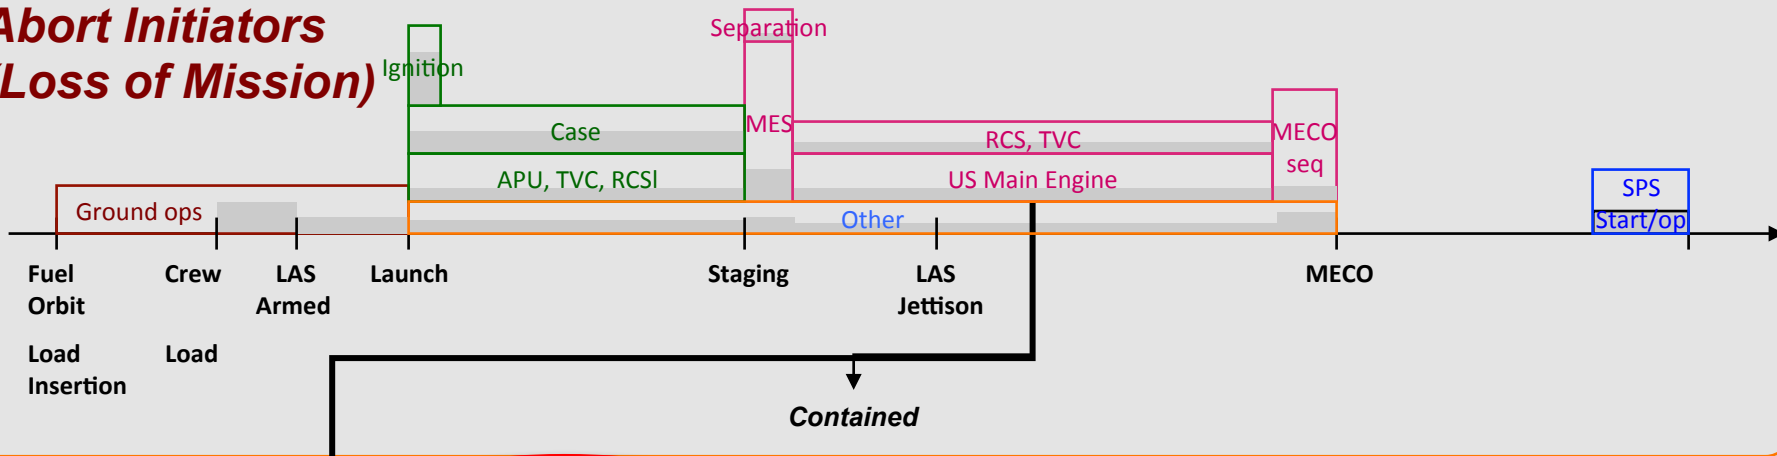 Abort Initiators
(Loss of Mission)
Ignition
Separation
Case
MES
RCS, TVC
MECO
seq
APU, TVC, RCSl
US Main Engine
SPS
Ground ops
Other
Start/op
Fuel
Orbit
Crew
LAS
Armed
Launch
Staging
LAS
Jettison
MECO
Load
Insertion
Load
Contained